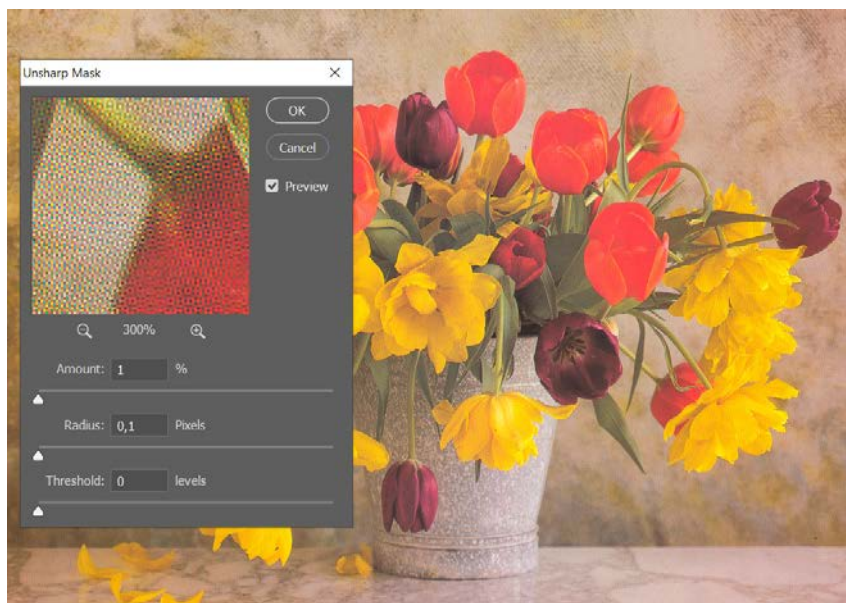 Unsharp Mask
OK
Cancel
Preview
300%
Amount: 1 %
Radius: 0,1 Pixels
Threshold: 0 levels